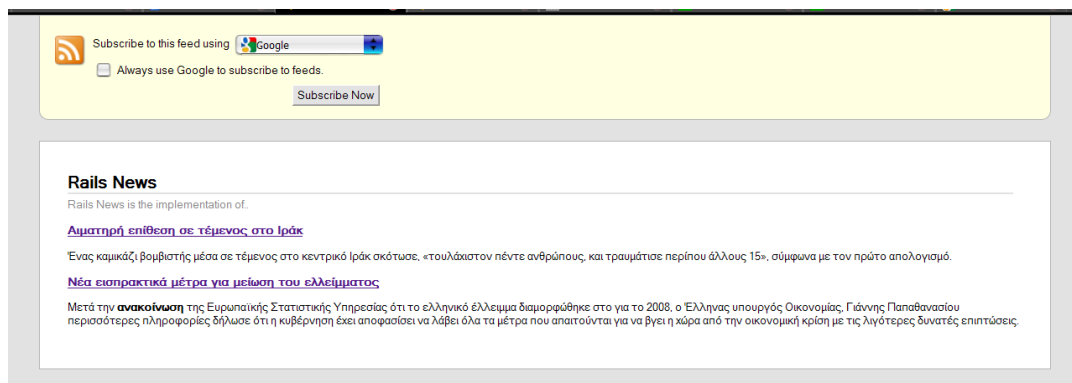 Subscribe to this feed using Google
Always use Google to subscribe to feeds.
Subscribe Now
Rails News
Rails News is the implementation of..
Αιματηρή επίθεση σε τέμενος στο Ιράκ
Ένας καμικάζι βομβιστής μέσα σε τέμενος στο κεντρικό Ιράκ σκότωσε, «τουλάχιστον πέντε ανθρώπους, και τραυμάτισε περίπου άλλους 15», σύμφωνα με τον πρώτο απολογισμό.
Νέα εισπρακτικά μέτρα για μείωση του ελλείμματος
Μετά την ανακοίνωση της Ευρωπαϊκής Στατιστικής Υπηρεσίας ότι το ελληνικό έλλειμμα διαμορφώθηκε στο για το 2008, ο Έλληνας υπουργός Οικονομίας, Γιάννης Παπαθανασίου
περισσότερες πληροφορίες δήλωσε ότι η κυβέρνηση έχει αποφασίσει να λάβει όλα τα μέτρα που απαιτούνται για να βγει η χώρα από την οικονομική κρίση με τις λιγότερες δυνατές επιπτώσεις.